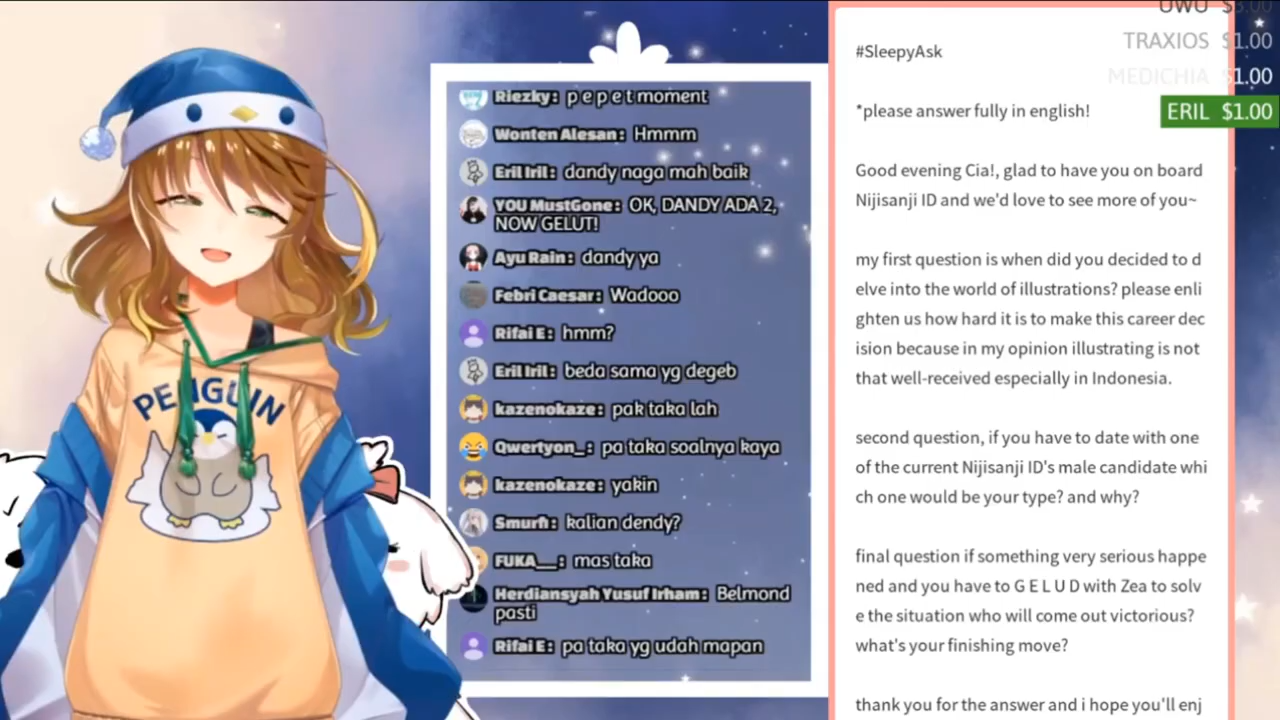 PENGUIN
Riezky: p e p e t moment
Wonten Alesan: Hmmm
Eril Iril: dandy naga mah baik
YOU MustGone: OK, DANDY ADA 2,
NOW GELUT!
Ayu Rain: dandy ya
Febri Caesar: Wadooo
Rifai E: hmm?
Eril Iril: beda sama yg degeb
kazenokaze: pak taka lah
Qwertyon_: pa taka soalnya kaya
kazenokaze: yakin
Smurfi: kalian dendy?
FUKA__: mas taka
Herdiansyah Yusuf Irham: Belmond
pasti
Rifai E: pa taka yg udah mapan
UWU $3.00
TRAXIOS $1.00
MEDICHIA $1.00
ERIL $1.00
#SleepyAsk
*please answer fully in english!
Good evening Cia!, glad to have you on board
Nijisanji ID and we'd love to see more of you~
my first question is when did you decided to d
elve into the world of illustrations? please enli
ghten us how hard it is to make this career dec
ision because in my opinion illustrating is not
that well-received especially in Indonesia.
second question, if you have to date with one
of the current Nijisanji ID's male candidate whi
ch one would be your type? and why?
final question if something very serious happe
ned and you have to G E L U D with Zea to solv
e the situation who will come out victorious?
what's your finishing move?
thank you for the answer and i hope you'll enj